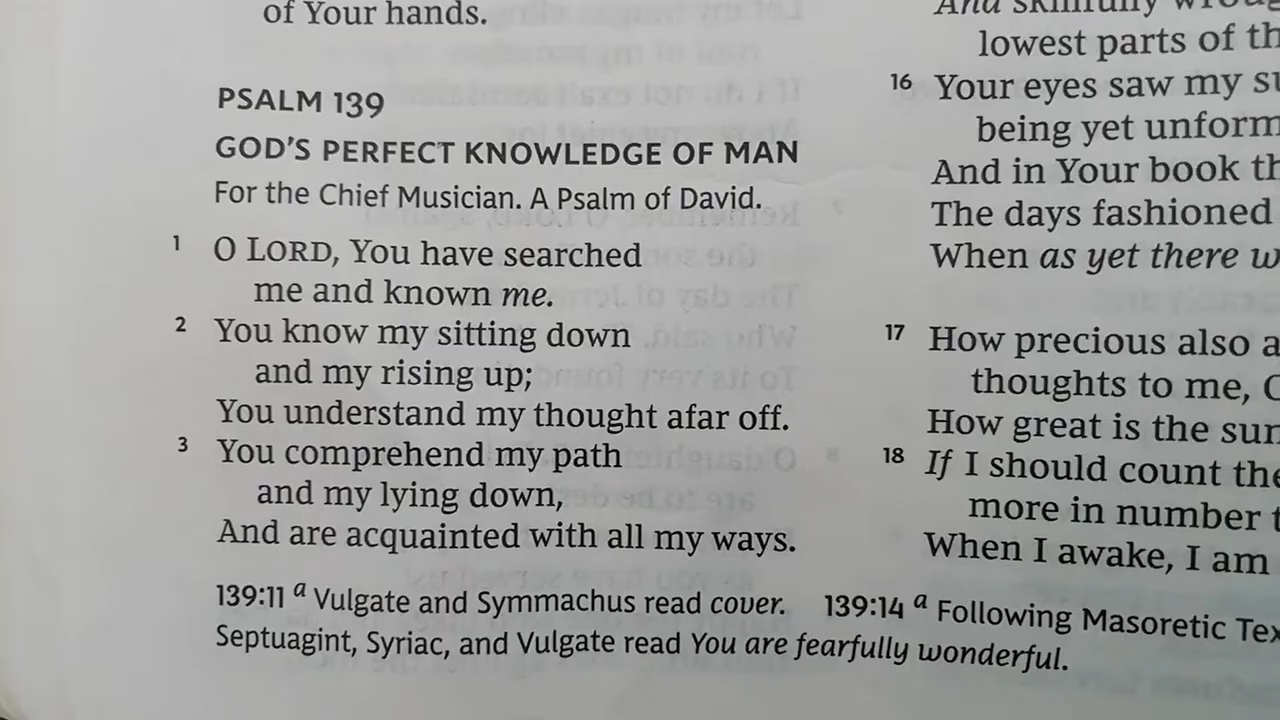 of Your hands.
PSALM 139
GOD'S PERFECT KNOWLEDGE OF MAN
For the Chief Musician. A Psalm of David.
1 O LORD, You have searched
me and known me.
2 You know my sitting down
and my rising up;
You understand my thought afar off.
3 You comprehend my path
and my lying down,
And are acquainted with all my ways.
And skillfully
lowest parts of
16 Your eyes saw my
being yet
And in Your book
The days fashioned
When as yet there
17 How precious also
thoughts to me,
How great is the
18 If I should count
more in number
When I awake, I am
139:11 a Vulgate and Symmachus read cover. 139:14 a Following Masoretic
Septuagint, Syriac, and Vulgate read You are fearfully wonderful.